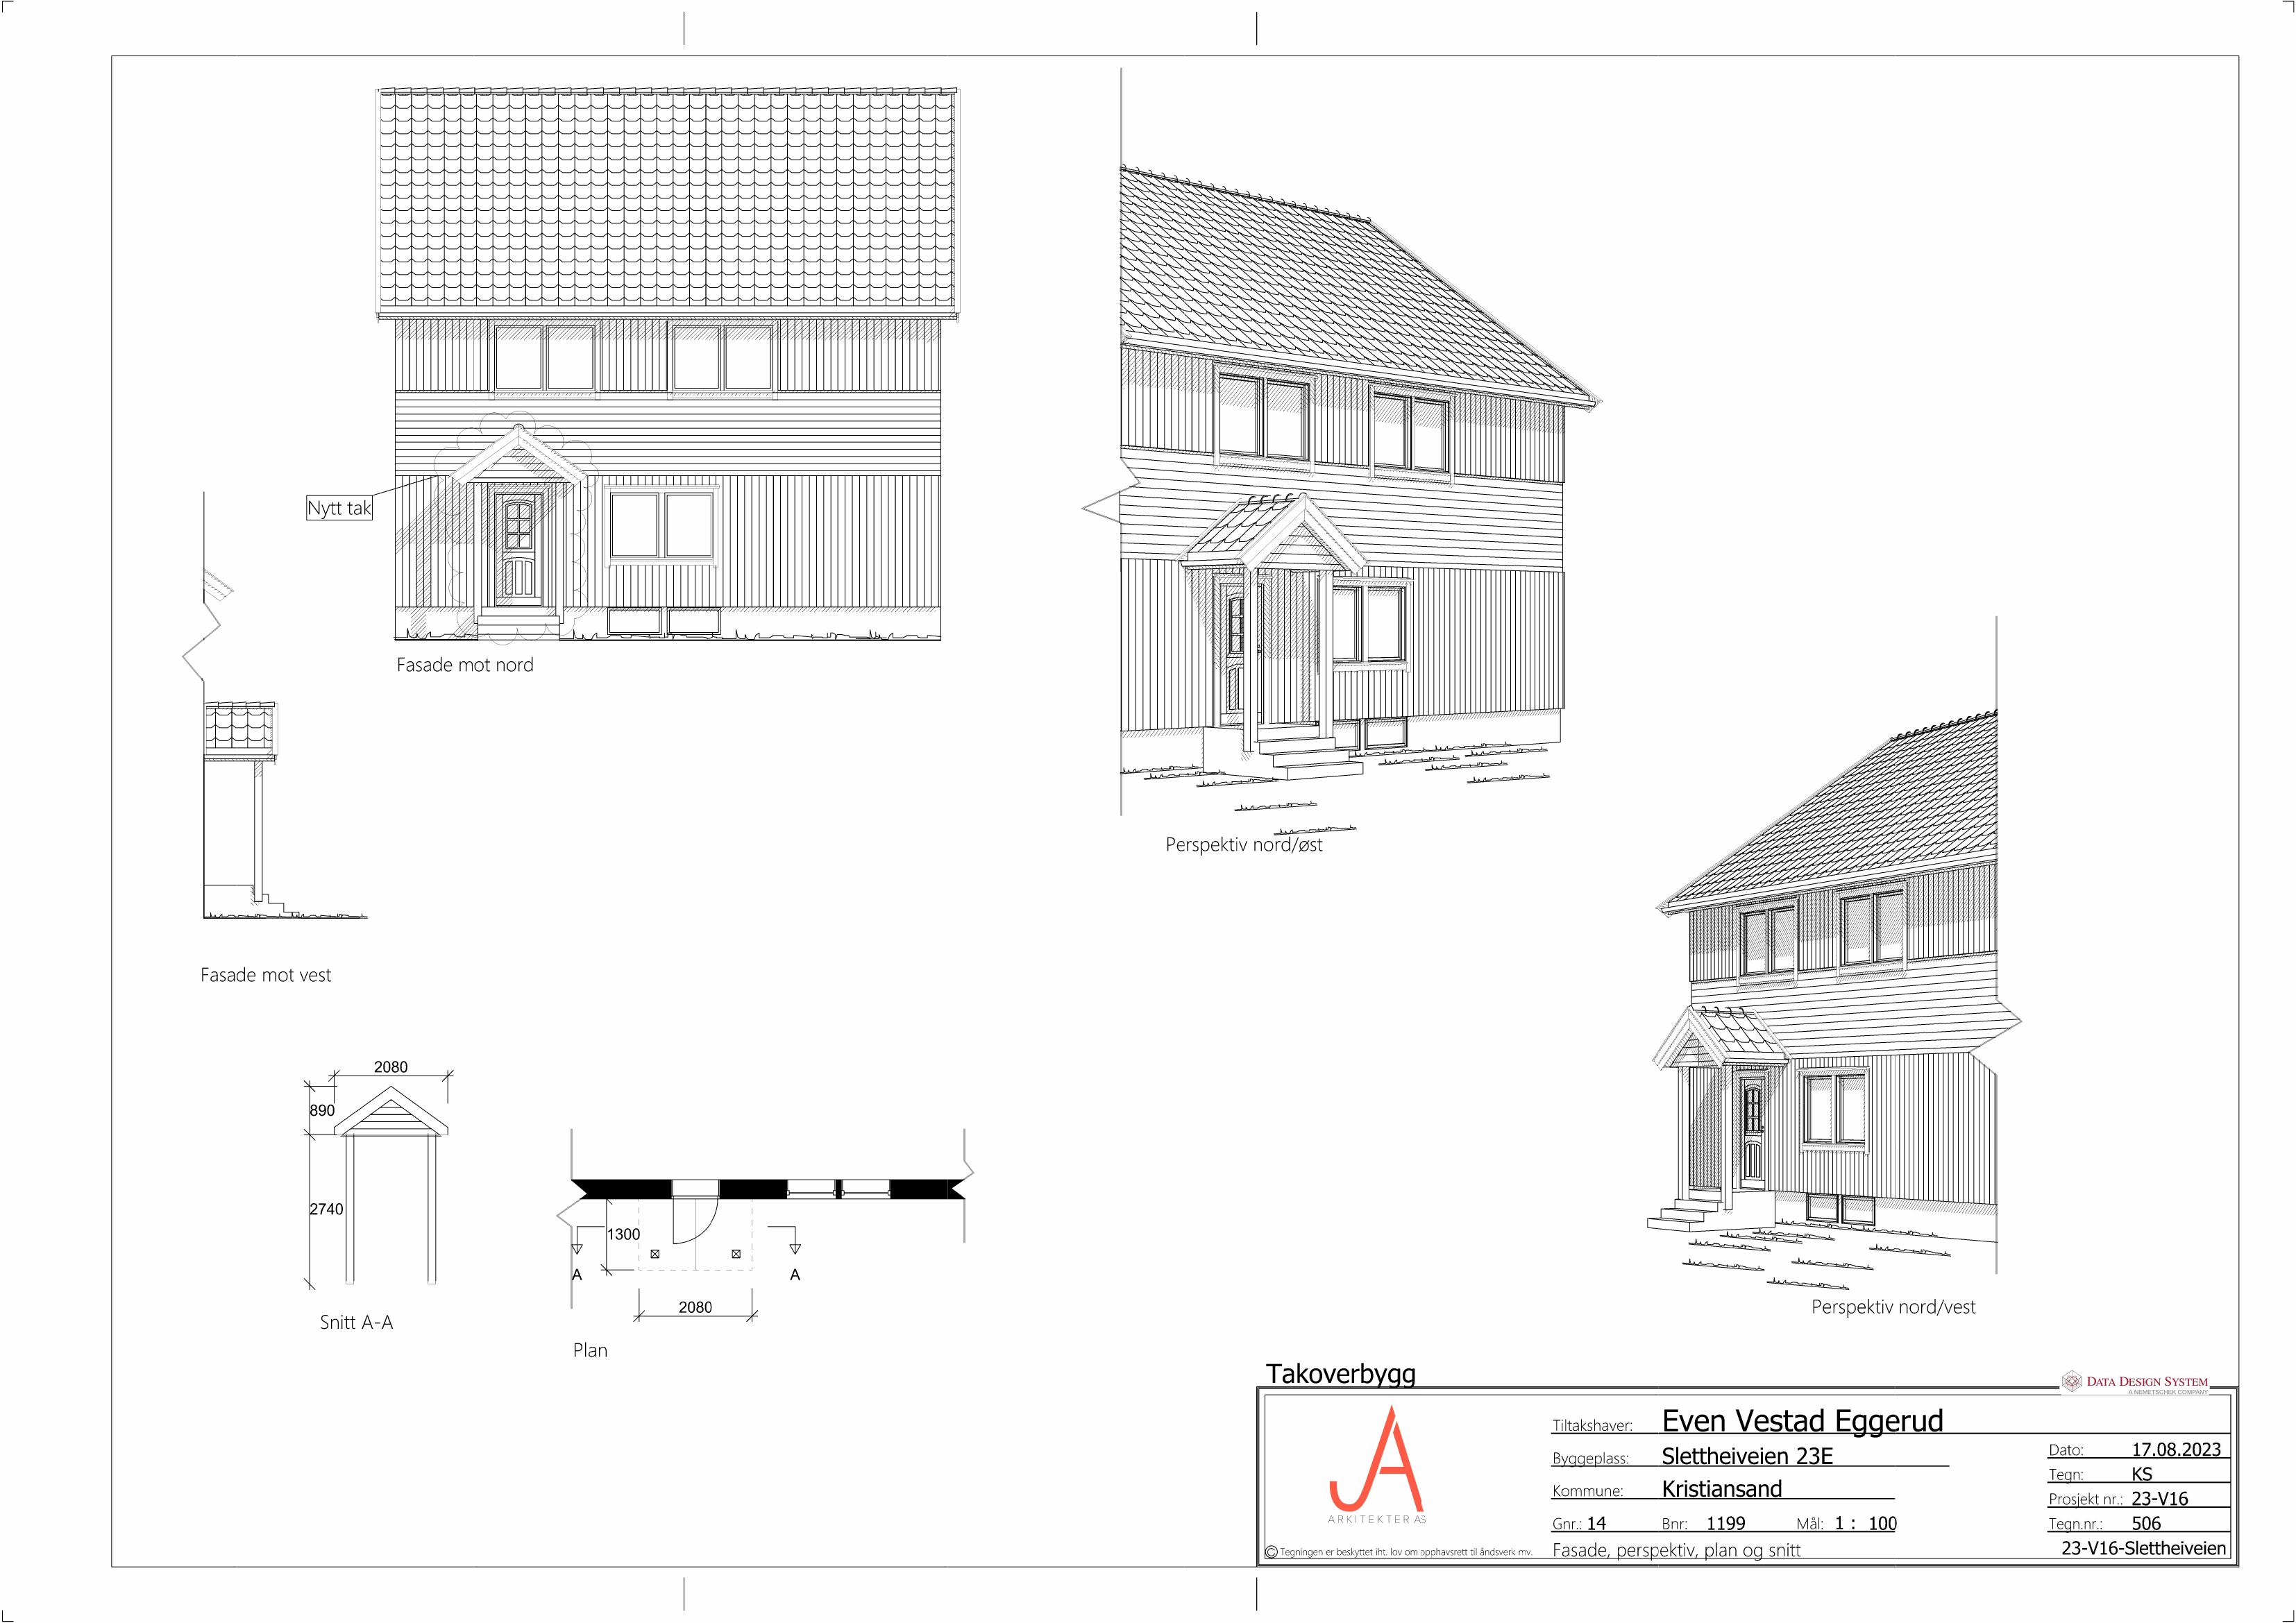 Nytt tak
Fasade mot nord
Perspektiv nord/øst
Fasade mot vest
2080
890
2740
Snitt A-A
1300
A
A
2080
Plan
Perspektiv nord/vest
Takoverbygg
DATA DESIGN SYSTEM
A NEMETSCHEK COMPANY
JA
ARKITEKTER AS
© Tegningen er beskyttet iht. lov om opphavsrett til åndsverk mv.
Tiltakshaver: Even Vestad Eggerud
Byggeplass: Slettheiveien 23E
Kommune: Kristiansand
Gnr.: 14 Bnr: 1199 Mål: 1 : 100
Fasade, perspektiv, plan og snitt
Dato: 17.08.2023
Tegn: KS
Prosjekt nr.: 23-V16
Tegn.nr.: 506
23-V16-Slettheiveien